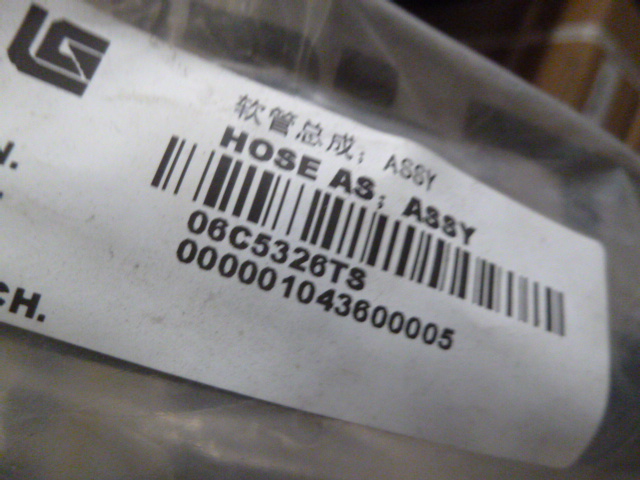 软管总成; ASSY
HOSE AS; ASSY
06C5326TS
000001043600005
CH.